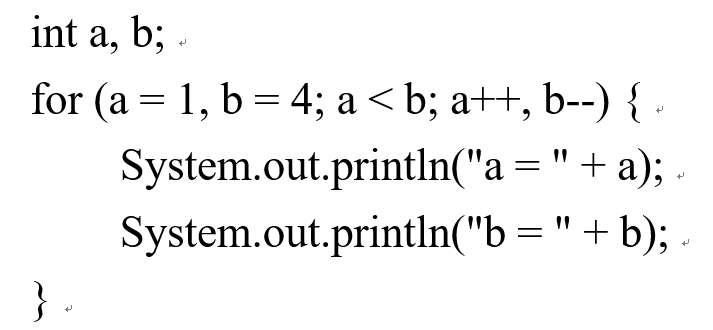 int a, b;
for (a = 1, b = 4; a < b; a++, b--) {
System.out.println("a = " + a);
System.out.println("b = " + b);
}